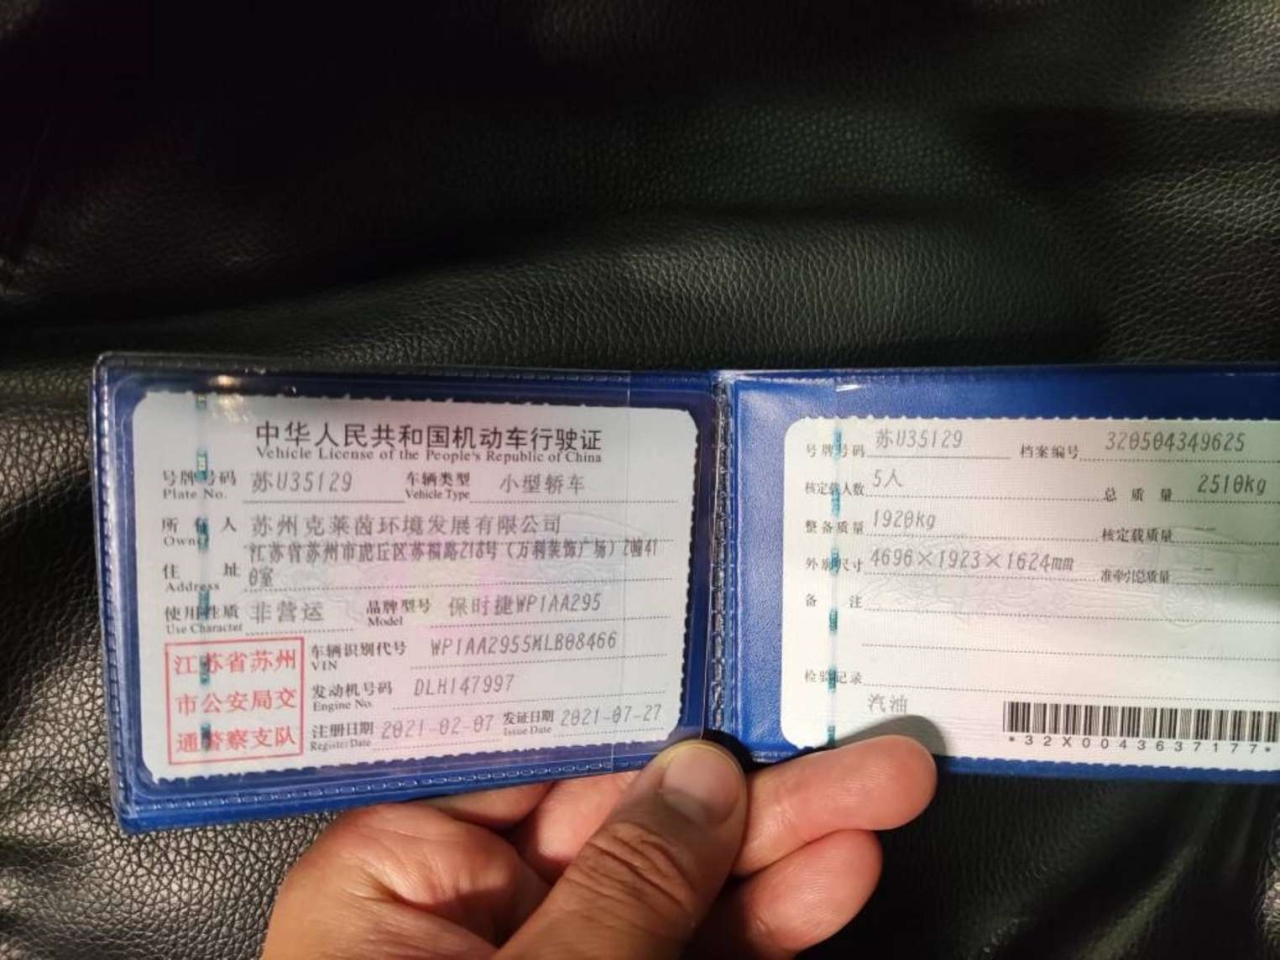 中华人民共和国机动车行驶证
Vehicle License of the People's Republic of China
号牌号码 苏U35129 车辆类型 小型轿车
Plate No. Vehicle Type
所有人 苏州克莱茵环境发展有限公司
Owner
江苏省苏州市虎丘区苏福路218号(万利装饰广场)2幢41
住址 0室
Address
使用性质 非营运 品牌型号 保时捷WP1AA295
Use Character Model
江苏省苏州
市公安局交
通警察支队
车辆识别代号 WP1AA2955MLB08466
VIN
发动机号码 DLH147997
Engine No.
注册日期 2021-02-07 发证日期 2021-07-27
Register Date Issue Date
号牌号码 苏U35129 档案编号 320504349625
核定载人数 5人 总质量 2510kg
整备质量 1920kg 核定载质量 --
外廓尺寸 4696×1923×1624mm 准牵引总质量 --
备注
检验记录
汽油
*32X0043637177*